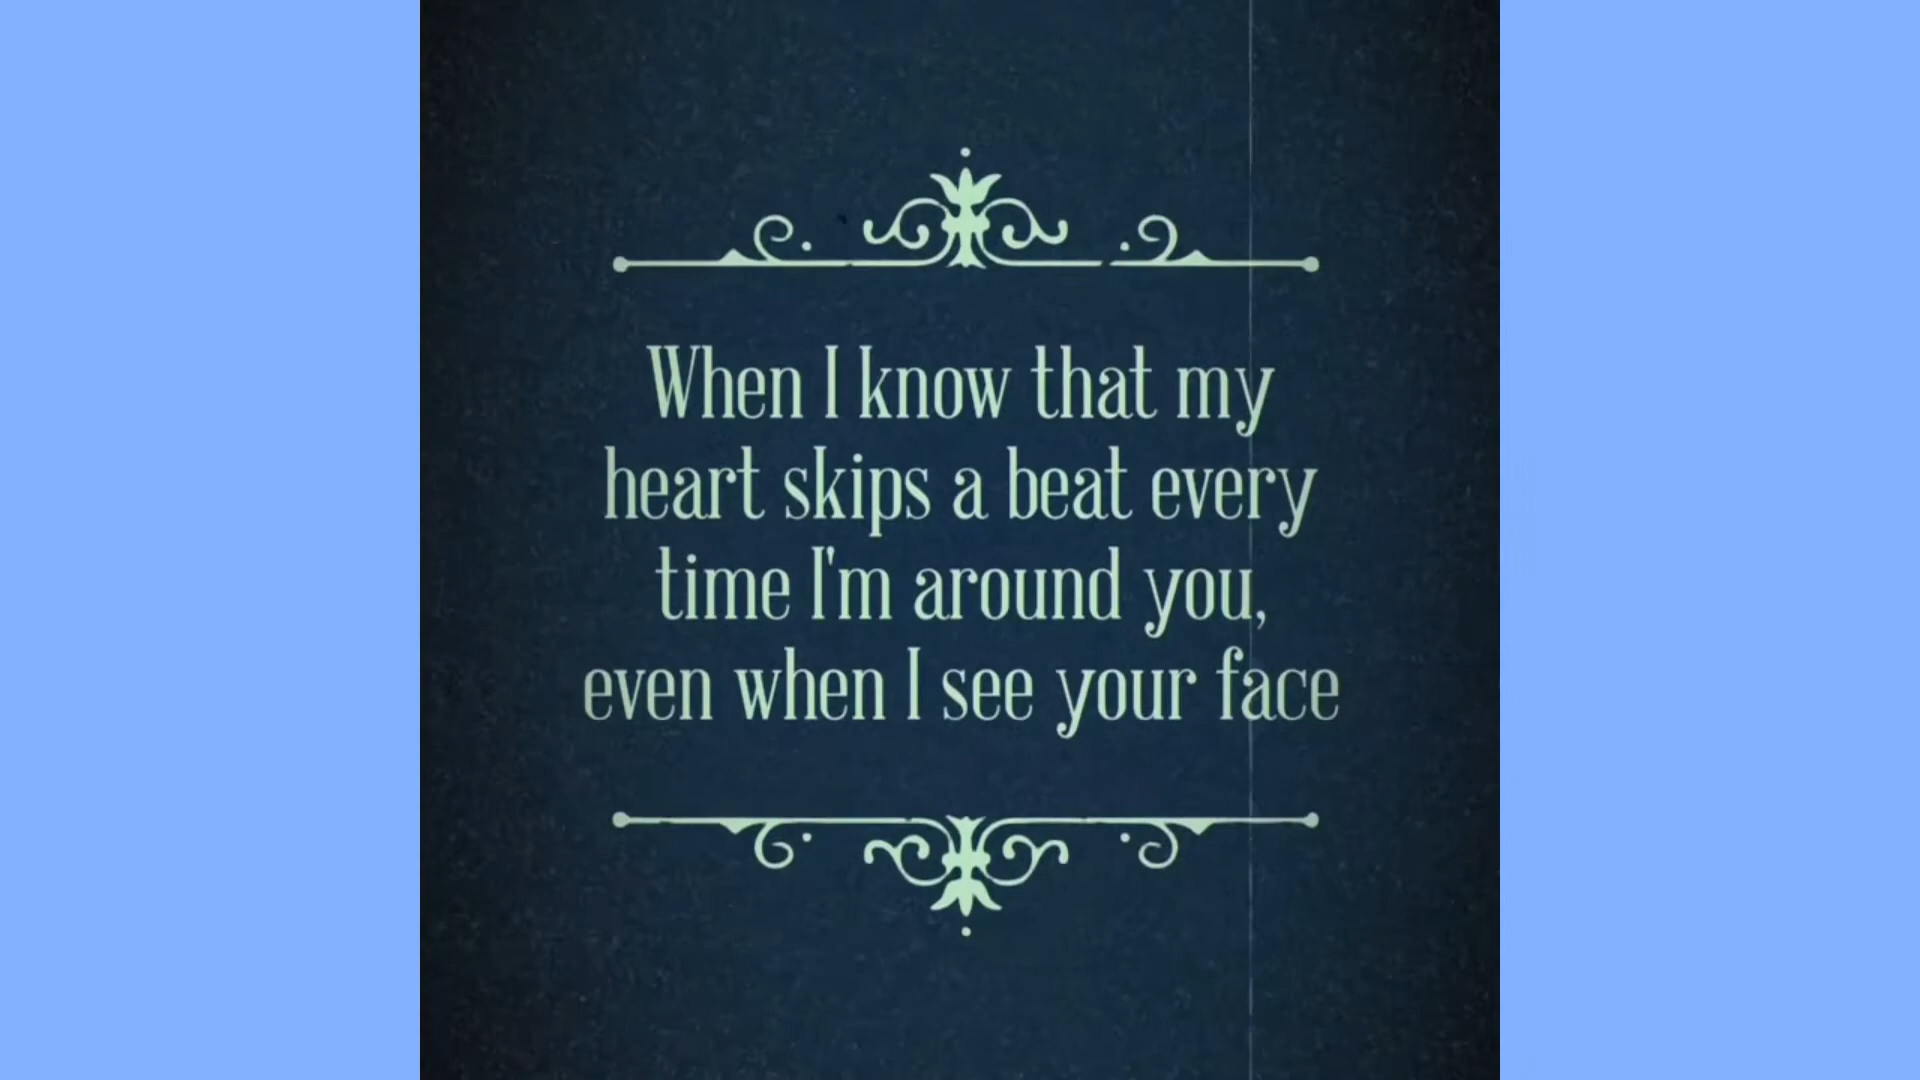 When I know that my
heart skips a beat every
time I'm around you,
even when I see your face